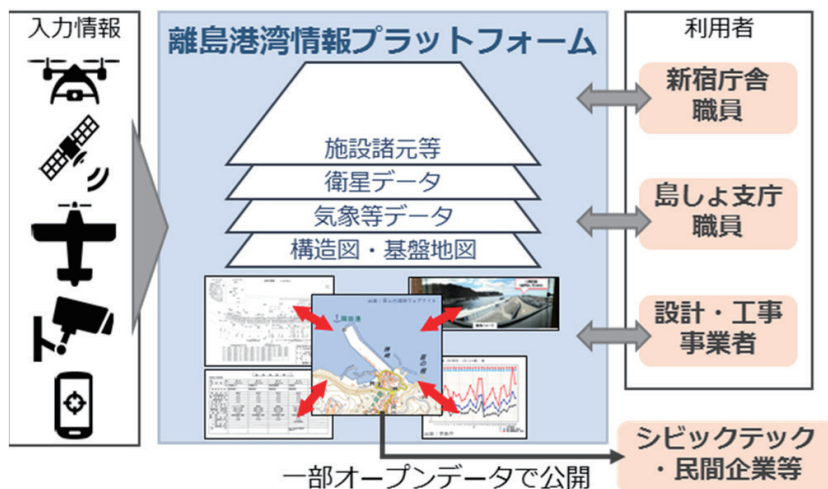 入力情報
離島港湾情報プラットフォーム
施設諸元等
衛星データ
気象等データ
構造図・基盤地図
利用者
新宿庁舎
職員
島しょ支庁
職員
設計・工事
事業者
シビックテック
・民間企業等
一部オープンデータで公開